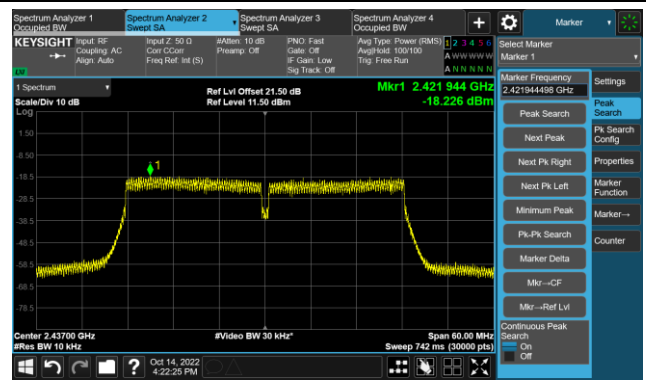 Spectrum Analyzer 1
Occupied BW
Spectrum Analyzer 2
Swept SA
Spectrum Analyzer 3
Swept SA
Spectrum Analyzer 4
Occupied BW
+
Marker
KEYSIGHT
LW
Input: RF
Coupling: AC
Align: Auto
Input Z: 50 Ω
Corr CCorr
Freq Ref: Int (S)
#Atten: 10 dB
Preamp: Off
PNO: Fast
Gate: Off
IF Gain: Low
Sig Track: Off
Avg Type: Power (RMS)
Avg|Hold: 100/100
Trig: Free Run
1 2 3 4 5 6
A W W W W W
A N N N N N
Select Marker
Marker 1
1 Spectrum
Scale/Div 10 dB
Ref Lvl Offset 21.50 dB
Ref Level 11.50 dBm
Mkr1 2.421 944 GHz
-18.226 dBm
Log
1.50
-8.50
-18.5
-28.5
-38.5
-48.5
-58.5
-68.5
-78.5
1
Center 2.43700 GHz
#Res BW 10 kHz
#Video BW 30 kHz*
Span 60.00 MHz
Sweep 742 ms (30000 pts)
Marker Frequency
2.421944498 GHz
Peak Search
Next Peak
Next Pk Right
Next Pk Left
Minimum Peak
Pk-Pk Search
Marker Delta
Mkr→CF
Mkr→Ref Lvl
Continuous Peak
Search
On
Off
Settings
Peak
Search
Pk Search
Config
Properties
Marker
Function
Marker→
Counter
?
Oct 14, 2022
4:22:25 PM